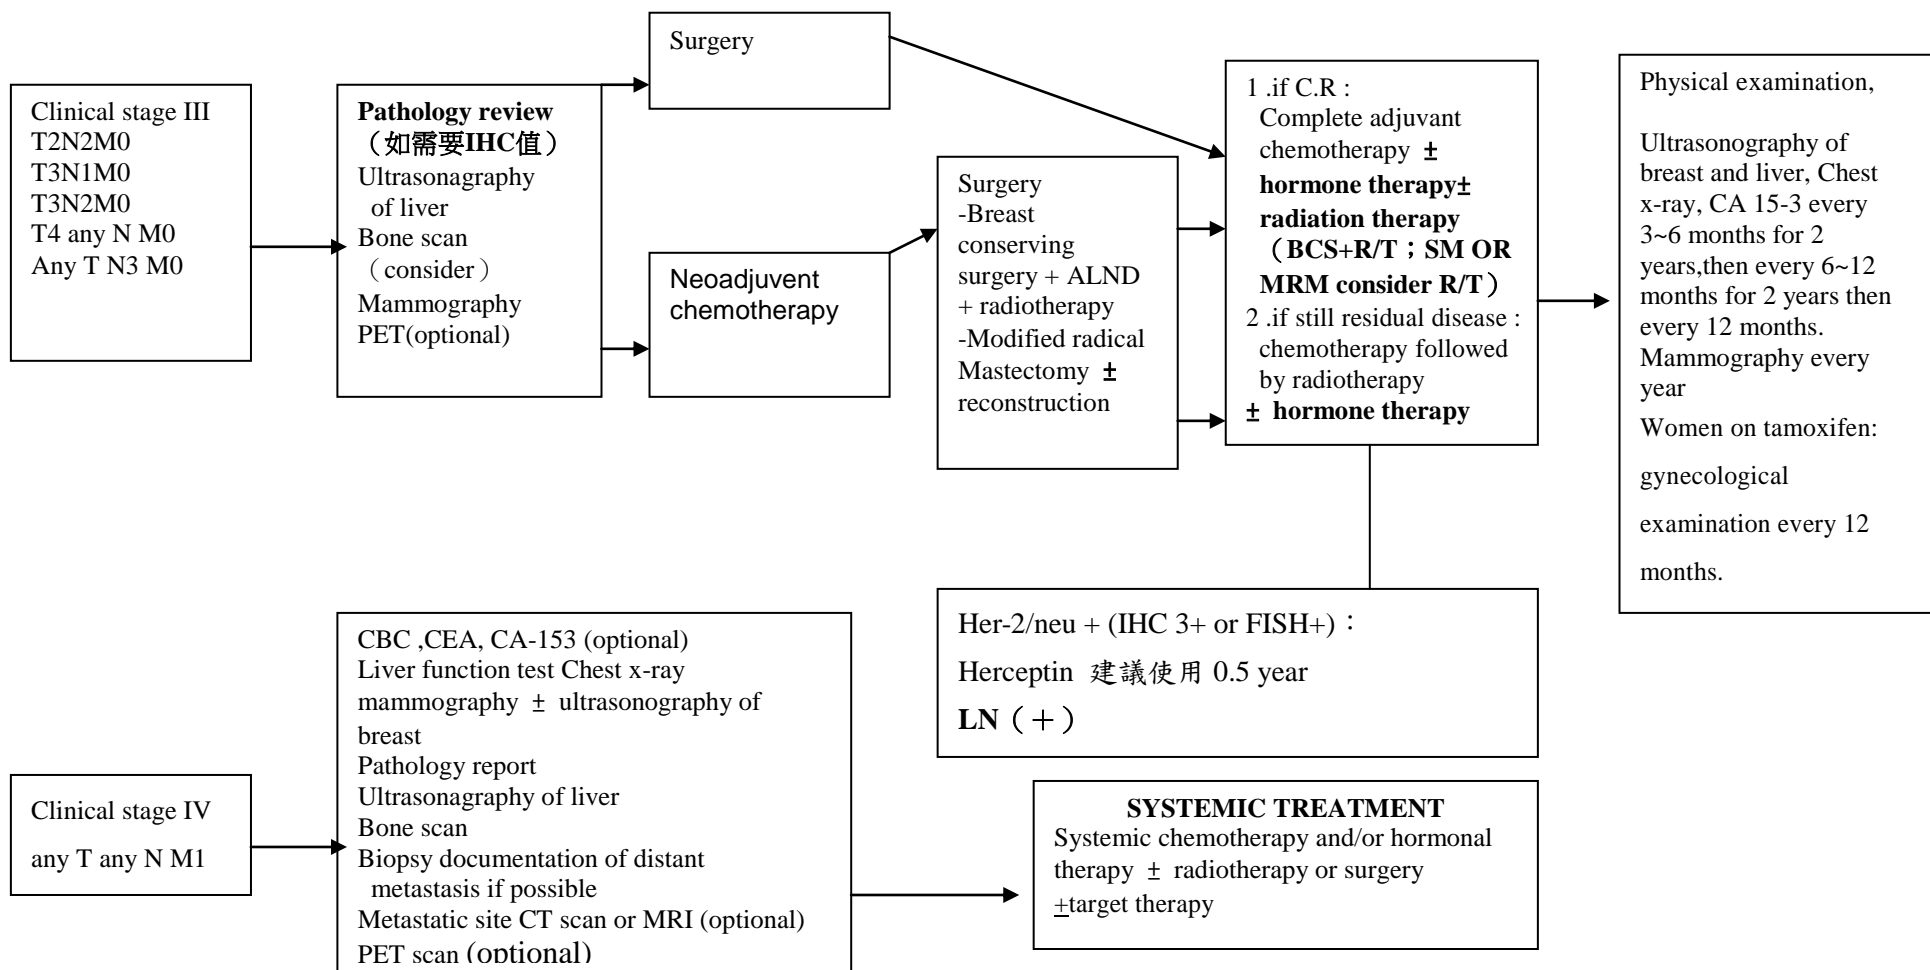 Clinical stage III
T2N2M0
T3N1M0
T3N2M0
T4 any N M0
Any T N3 M0
Pathology review
（如需要IHC值）
Ultrasonagraphy
of liver
Bone scan
（consider）
Mammography
PET(optional)
Surgery
Neoadjuvent
chemotherapy
Surgery
-Breast
conserving
surgery + ALND
+ radiotherapy
-Modified radical
Mastectomy ±
reconstruction
1 .if C.R :
Complete adjuvant
chemotherapy ±
hormone therapy±
radiation therapy
（BCS+R/T；SM OR
MRM consider R/T）
2 .if still residual disease :
chemotherapy followed
by radiotherapy
± hormone therapy
Physical examination,
Ultrasonography of
breast and liver, Chest
x-ray, CA 15-3 every
3~6 months for 2
years,then every 6~12
months for 2 years then
every 12 months.
Mammography every
year
Women on tamoxifen:
gynecological
examination every 12
months.
Her-2/neu + (IHC 3+ or FISH+)：
Herceptin 建議使用 0.5 year
LN（＋）
Clinical stage IV
any T any N M1
CBC ,CEA, CA-153 (optional)
Liver function test Chest x-ray
mammography ± ultrasonography of
breast
Pathology report
Ultrasonagraphy of liver
Bone scan
Biopsy documentation of distant
metastasis if possible
Metastatic site CT scan or MRI (optional)
PET scan (optional)
SYSTEMIC TREATMENT
Systemic chemotherapy and/or hormonal
therapy ± radiotherapy or surgery
±target therapy